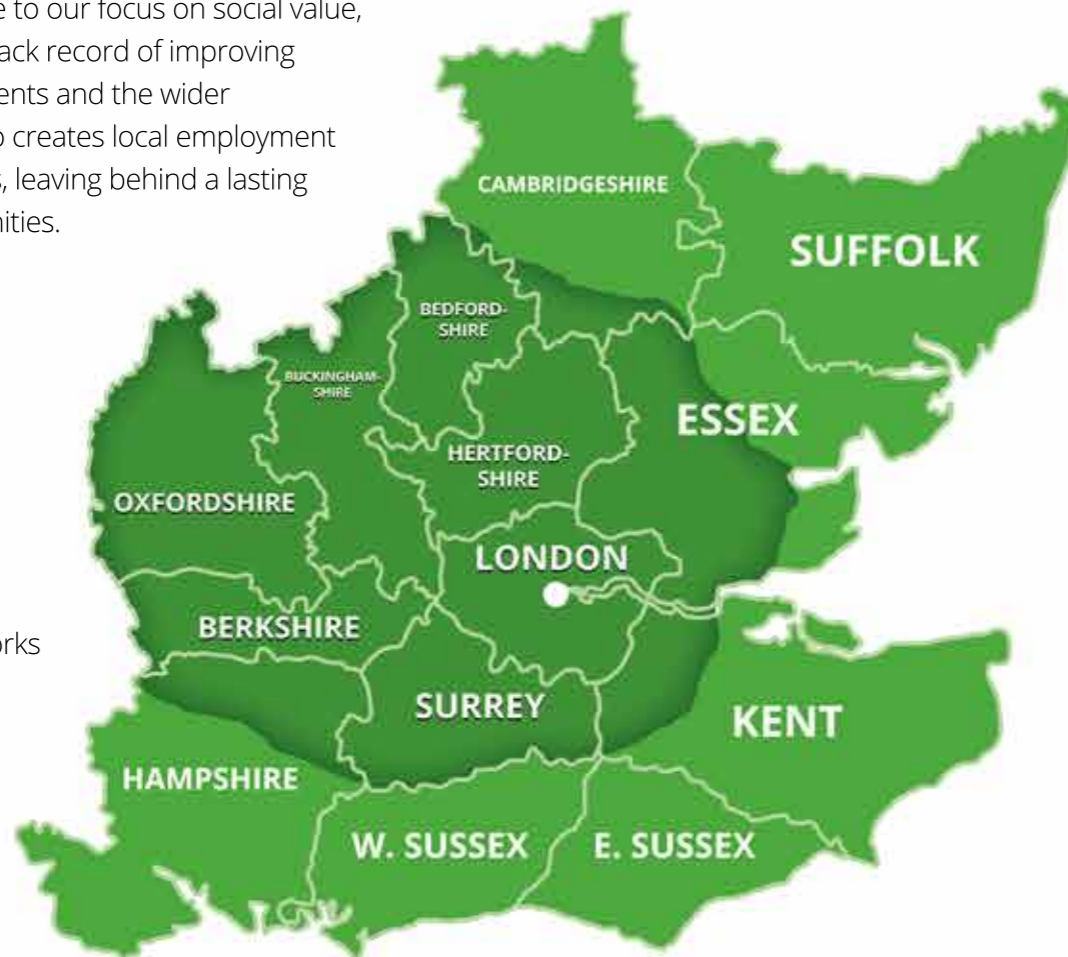 e to our focus on social value,
ack record of improving
ents and the wider
o creates local employment
s, leaving behind a lasting
nities.
orks
CAMBRIDGESHIRE
SUFFOLK
BEDFORD-
SHIRE
BUCKINGHAM-
SHIRE
ESSEX
HERTFORD-
SHIRE
OXFORDSHIRE
LONDON
BERKSHIRE
SURREY
KENT
HAMPSHIRE
W. SUSSEX
E. SUSSEX